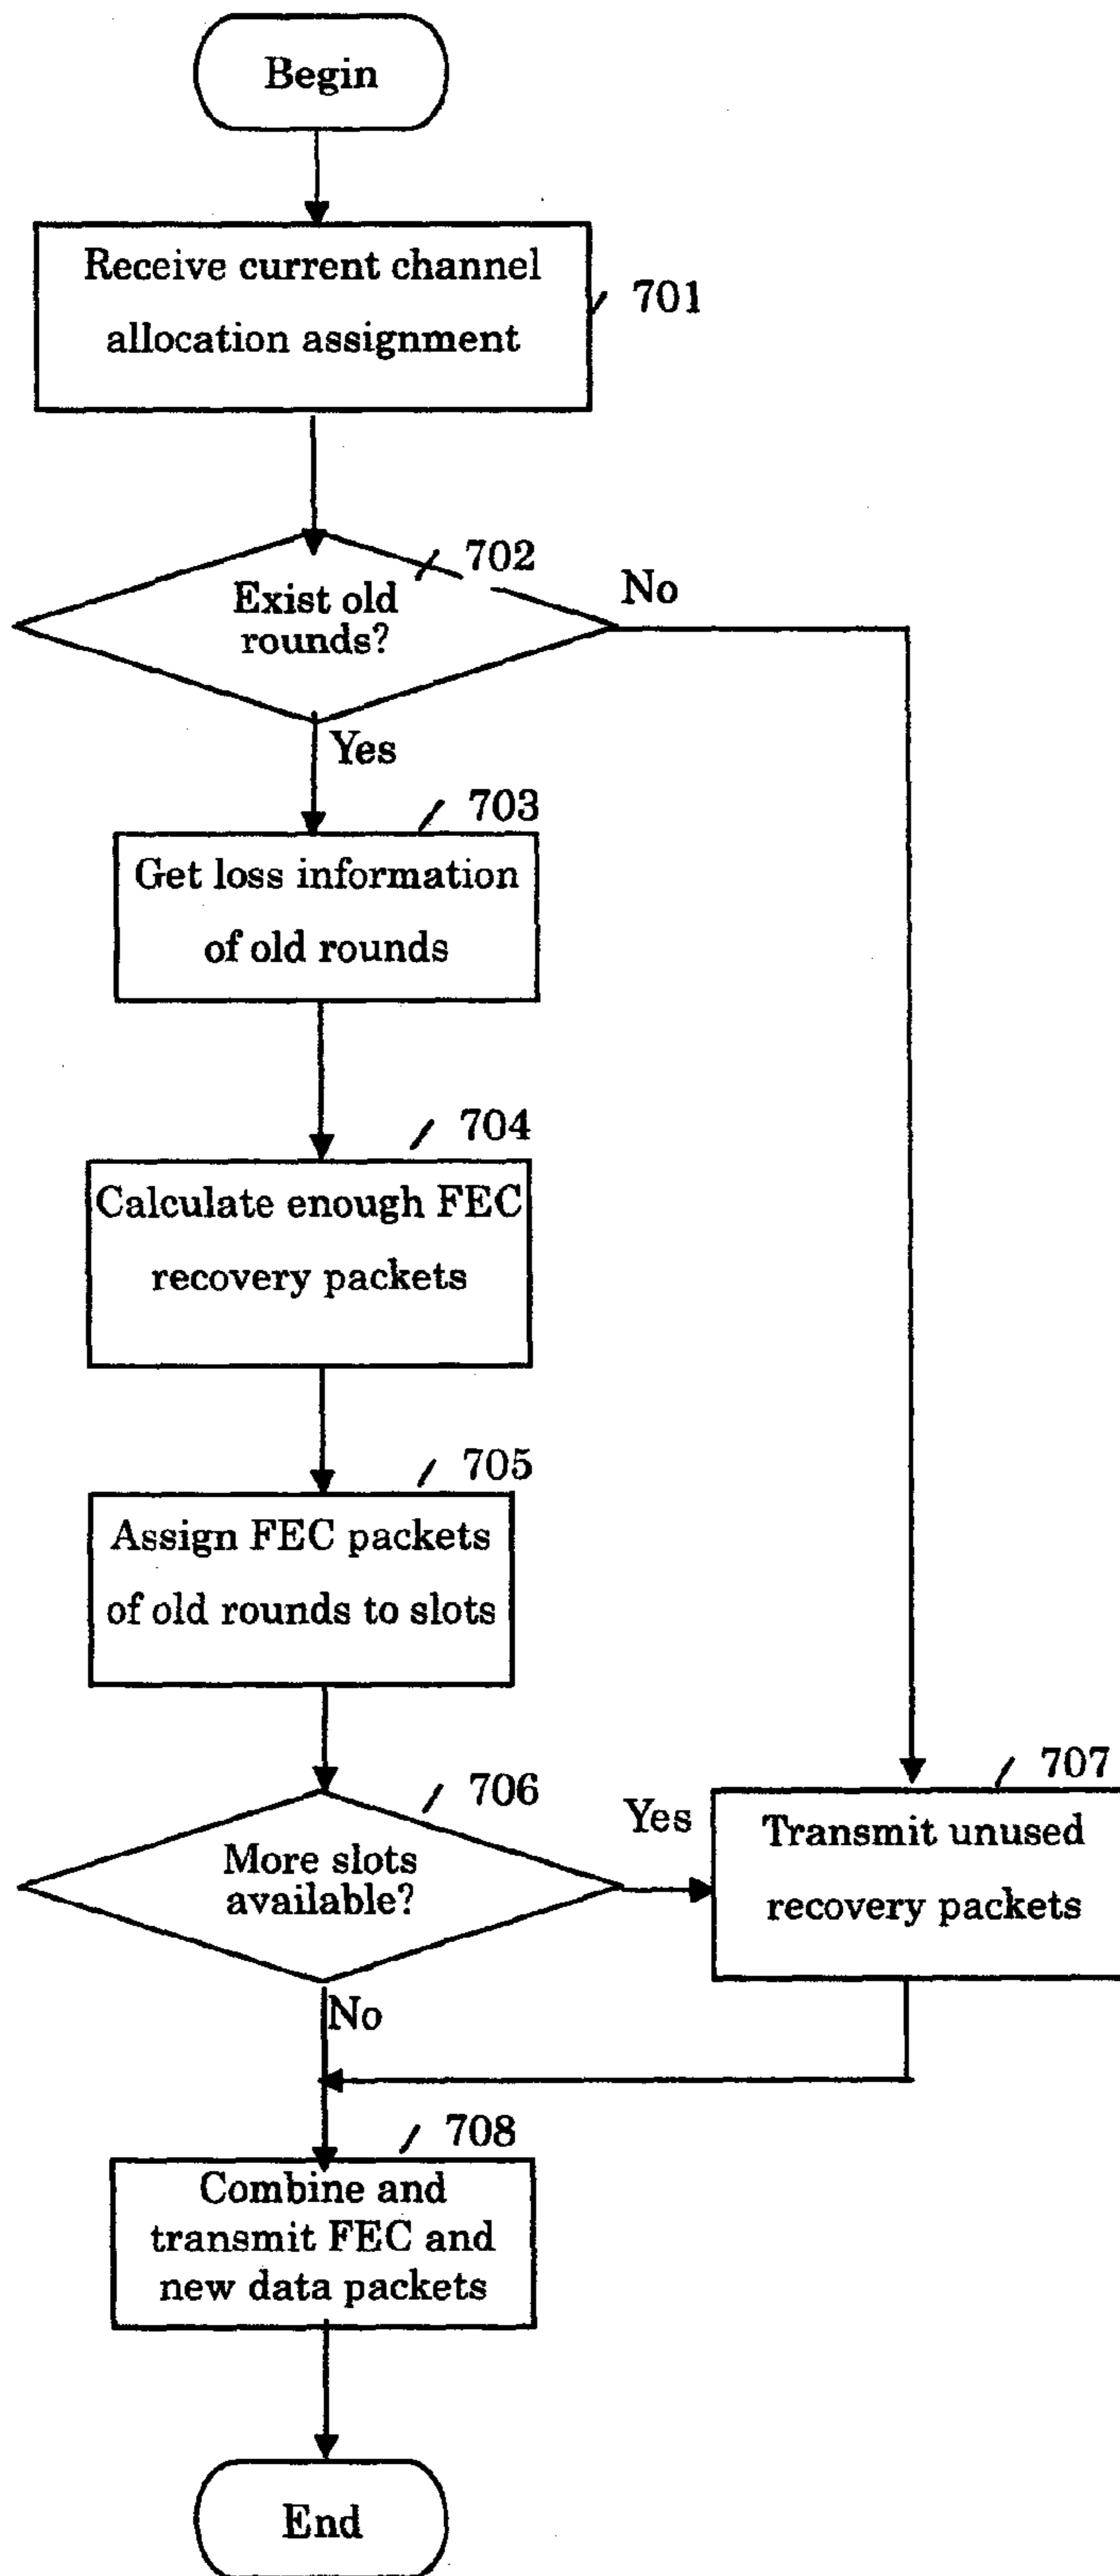 Begin
Receive current channel
allocation assignment
701
702
Exist old
rounds?
No
Yes
703
Get loss information
of old rounds
704
Calculate enough FEC
recovery packets
705
Assign FEC packets
of old rounds to slots
706
More slots
available?
Yes
707
Transmit unused
recovery packets
No
708
Combine and
transmit FEC and
new data packets
End